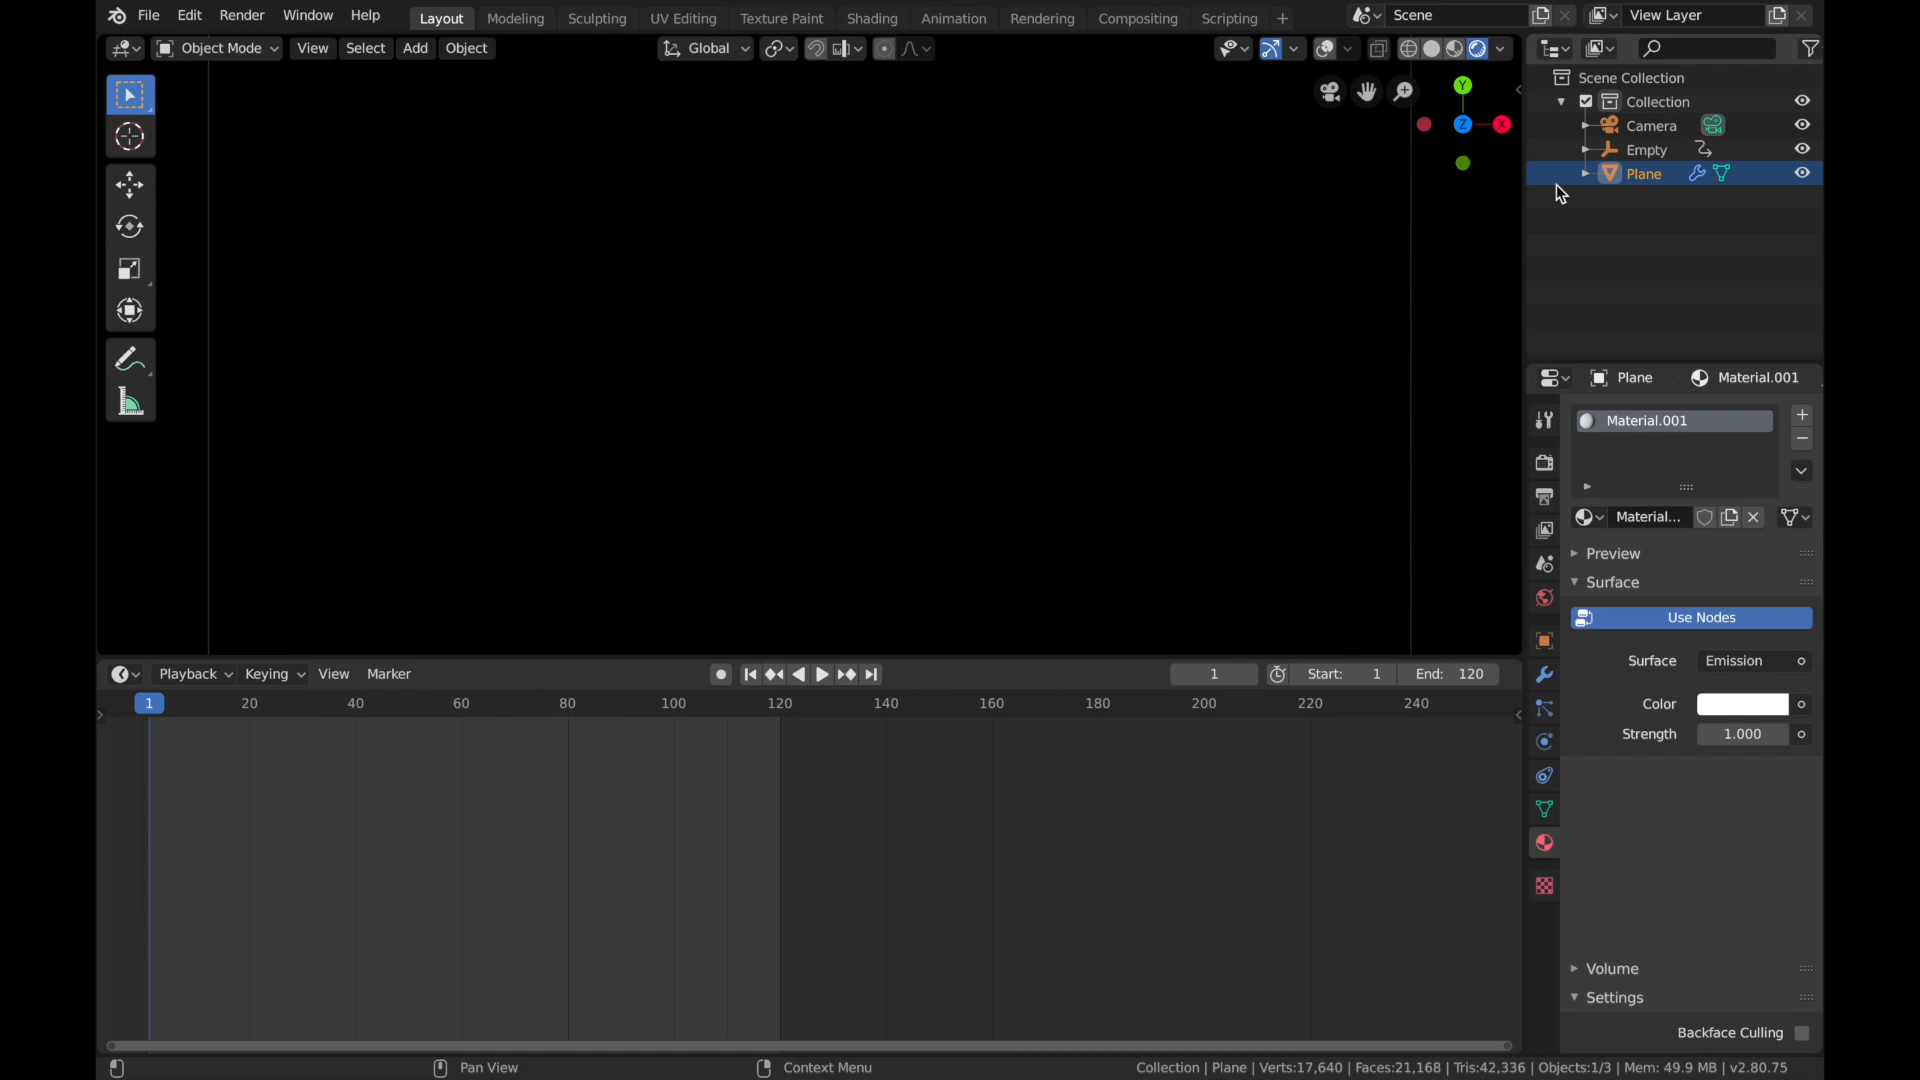 File Edit Render Window Help Layout Modeling Sculpting UV Editing Texture Paint Shading Animation Rendering Compositing Scripting Scene View Layer
Object Mode View Select Add Object Global
Y
Z X
Scene Collection
Collection
Camera
Empty
Plane
Plane Material.001
Material.001
Material...
Preview
Surface
Use Nodes
Surface Emission
Color
Strength 1.000
Volume
Settings
Backface Culling
Playback Keying View Marker 1 Start: 1 End: 120
1 20 40 60 80 100 120 140 160 180 200 220 240
Pan View Context Menu Collection | Plane | Verts:17,640 | Faces:21,168 | Tris:42,336 | Objects:1/3 | Mem: 49.9 MB | v2.80.75